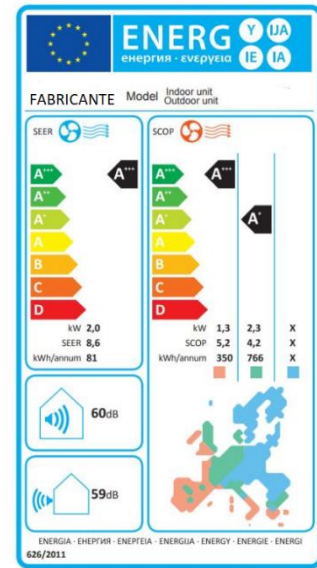 ENERG Y IJA
енергия · ενεργεια IE IA
FABRICANTE Model Indoor unit
Outdoor unit
SEER
A+++
A++
A+
A
B
C
D
A+++
kW 2,0
SEER 8,6
kWh/annum 81
SCOP
A+++
A++
A+
A
B
C
D
A+++
A+
kW 1,3 2,3 X
SCOP 5,2 4,2 X
kWh/annum 350 766 X
60dB
59dB
ENERGIA · ЕНЕРГИЯ · ΕΝΕΡΓΕΙΑ · ENERGIJA · ENERGY · ENERGIE · ENERGI
626/2011